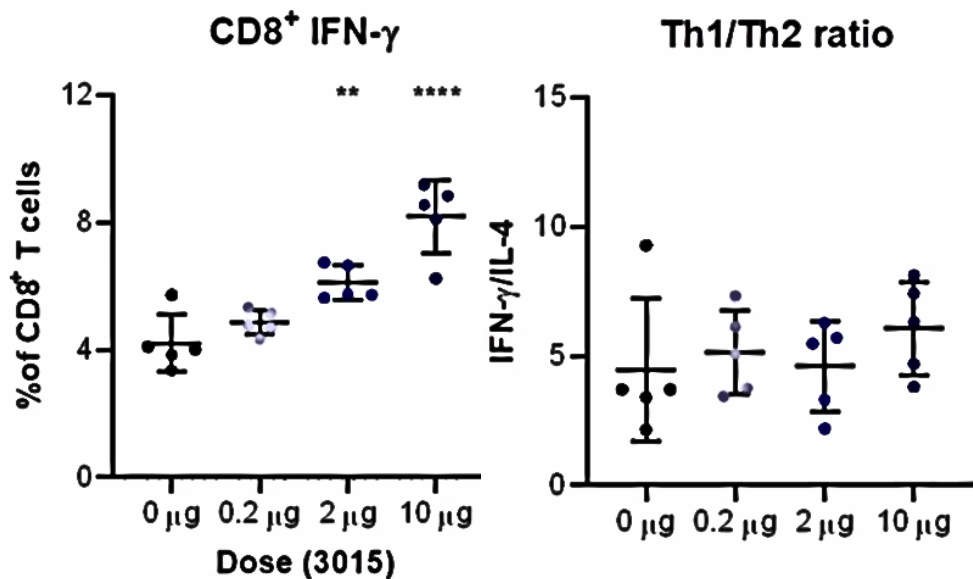 CD8⁺ IFN-γ
** ****
12
8
4
0
%of CD8⁺ T cells
0 μg 0.2 μg 2 μg 10 μg
Dose (3015)
Th1/Th2 ratio
15
10
5
0
IFN-γ/IL-4
0 μg 0.2 μg 2 μg 10 μg